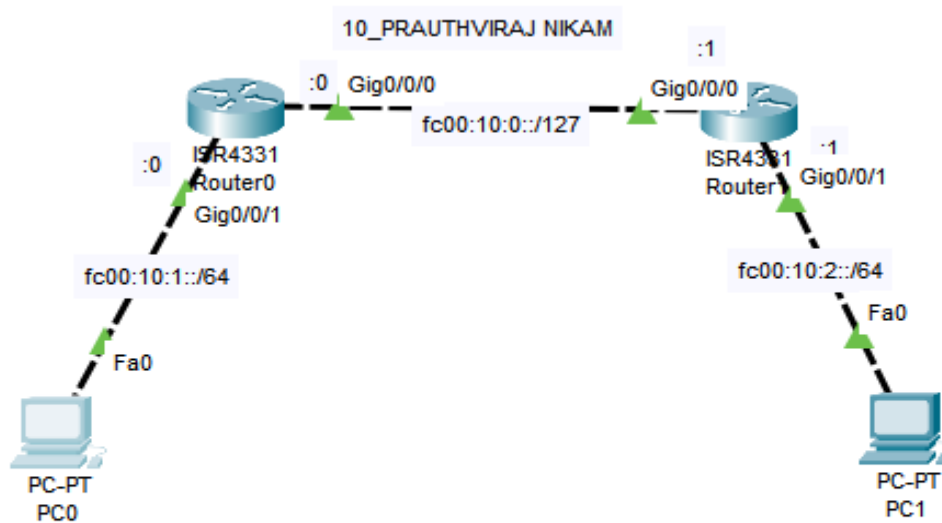 10_PRAUTHVIRAJ NIKAM
:0
Gig0/0/0
:1
Gig0/0/0
fc00:10:0::/127
ISR4331
Router0
:0
Gig0/0/1
ISR4331
Router1
:1
Gig0/0/1
fc00:10:1::/64
fc00:10:2::/64
Fa0
Fa0
PC-PT
PC0
PC-PT
PC1